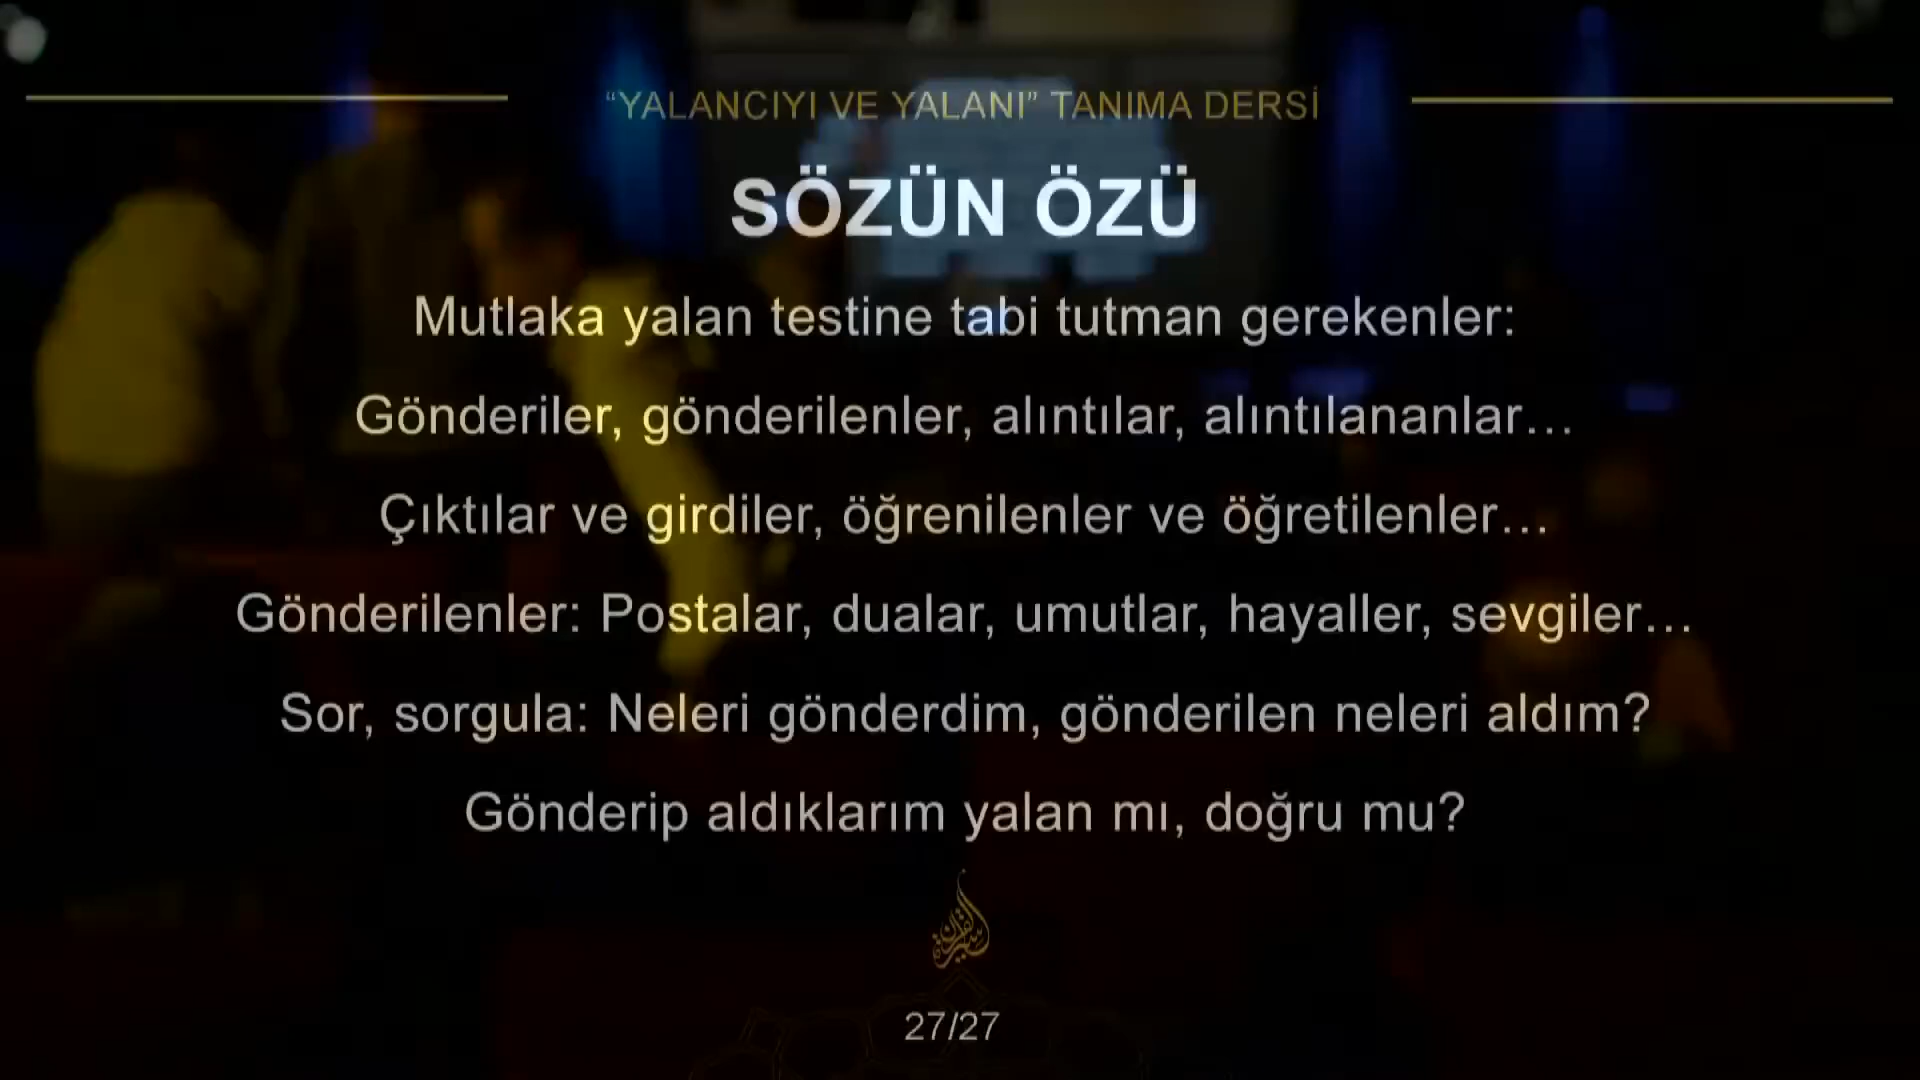 “YALANCIYI VE YALANI” TANIMA DERSİ
SÖZÜN ÖZÜ
Mutlaka yalan testine tabi tutman gerekenler:
Gönderiler, gönderilenler, alıntılar, alıntılananlar…
Çıktılar ve girdiler, öğrenilenler ve öğretilenler…
Gönderilenler: Postalar, dualar, umutlar, hayaller, sevgiler…
Sor, sorgula: Neleri gönderdim, gönderilen neleri aldım?
Gönderip aldıklarım yalan mı, doğru mu?
27/27